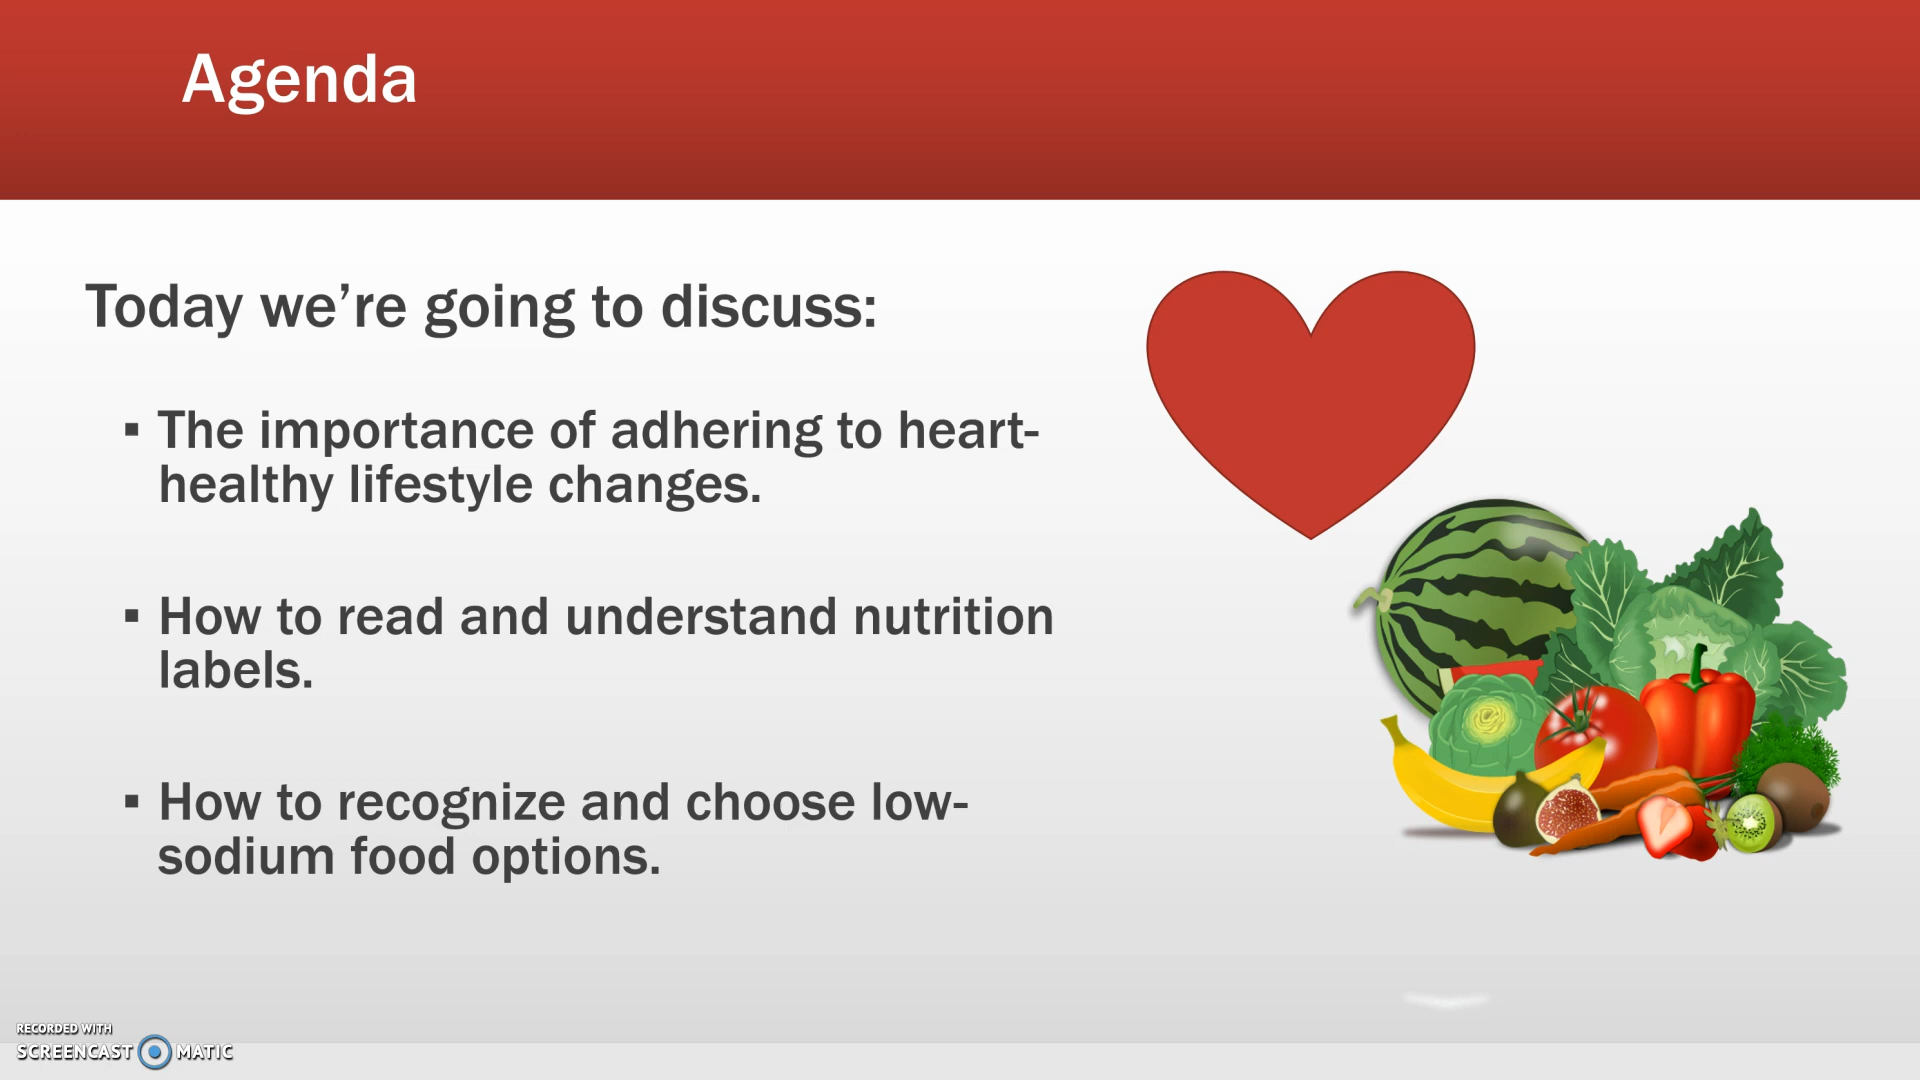 Agenda
Today we’re going to discuss:
▪ The importance of adhering to heart-
healthy lifestyle changes.
▪ How to read and understand nutrition
labels.
▪ How to recognize and choose low-
sodium food options.
RECORDED WITH
SCREENCAST MATIC